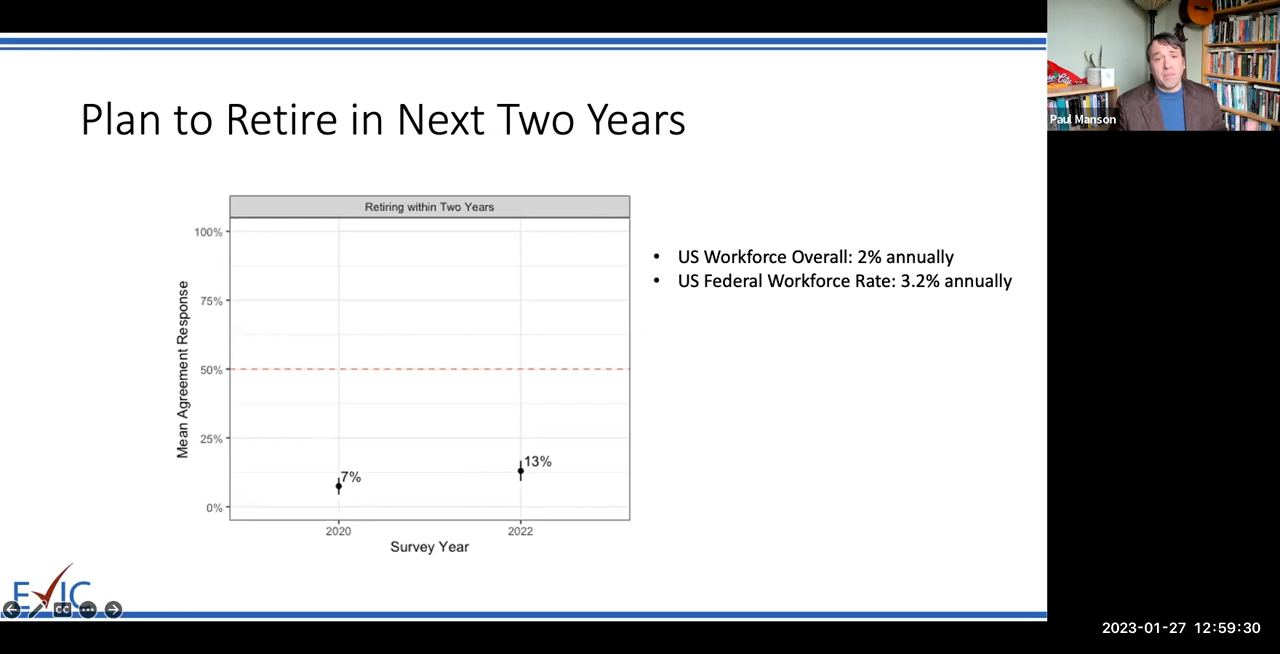 Plan to Retire in Next Two Years
Retiring within Two Years
100%
75%
50%
25%
0%
Mean Agreement Response
7%
13%
2020
2022
Survey Year
• US Workforce Overall: 2% annually
• US Federal Workforce Rate: 3.2% annually
EVIC
CC
Paul Manson
2023-01-27 12:59:30